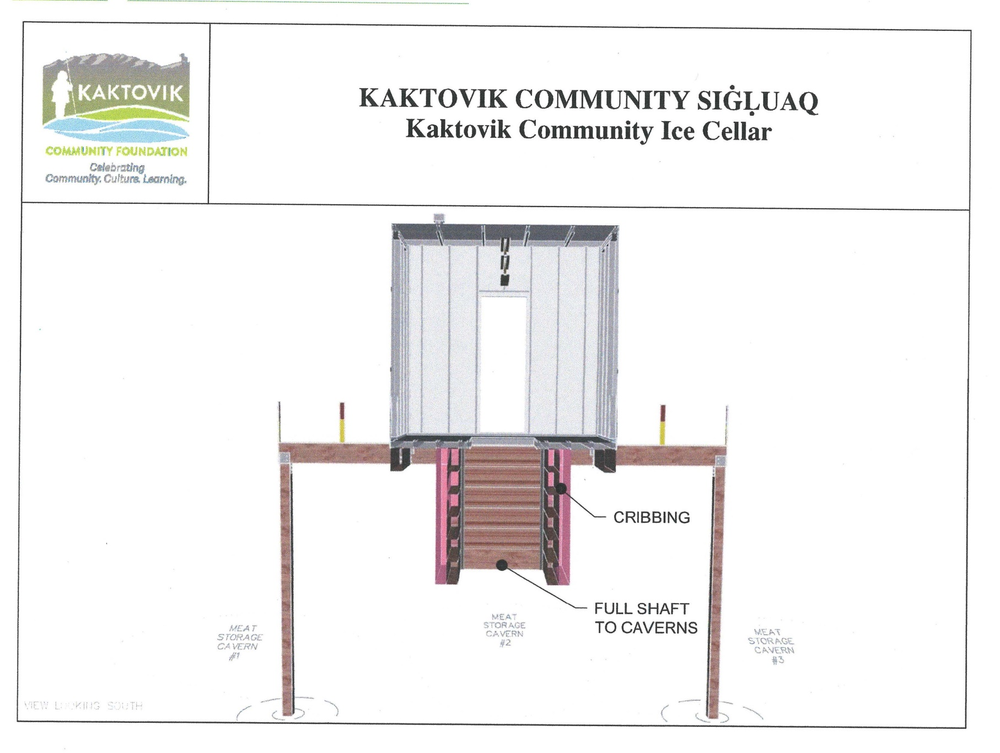 KAKTOVIK
COMMUNITY FOUNDATION
Celebrating
Community. Culture. Learning.
KAKTOVIK COMMUNITY SIĠḶUAQ
Kaktovik Community Ice Cellar
CRIBBING
FULL SHAFT
TO CAVERNS
MEAT
STORAGE
CAVERN
#1
MEAT
STORAGE
CAVERN
#2
MEAT
STORAGE
CAVERN
#3
VIEW LOOKING SOUTH